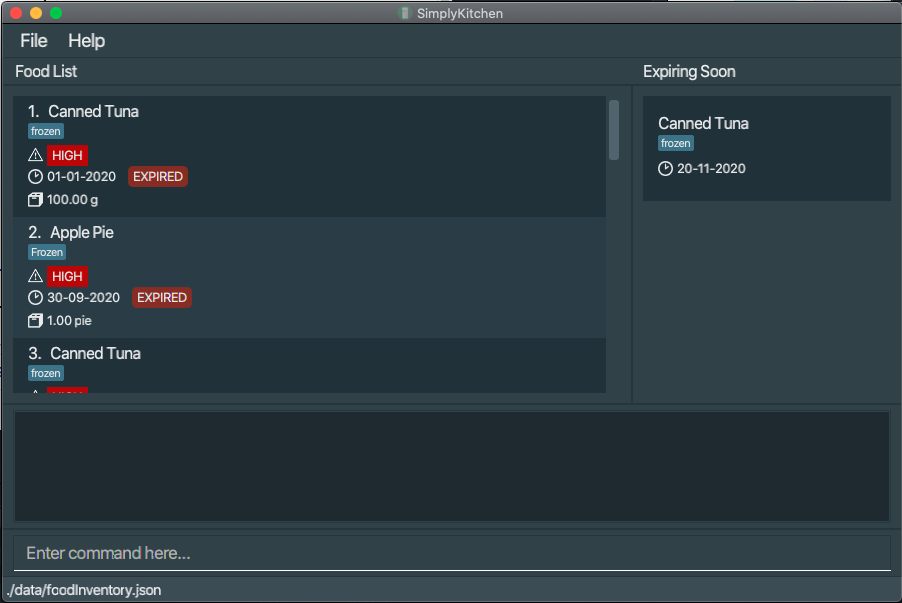 SimplyKitchen
File Help
Food List
1. Canned Tuna
frozen
HIGH
01-01-2020 EXPIRED
100.00 g
2. Apple Pie
Frozen
HIGH
30-09-2020 EXPIRED
1.00 pie
3. Canned Tuna
frozen
Expiring Soon
Canned Tuna
frozen
20-11-2020
Enter command here...
./data/foodInventory.json